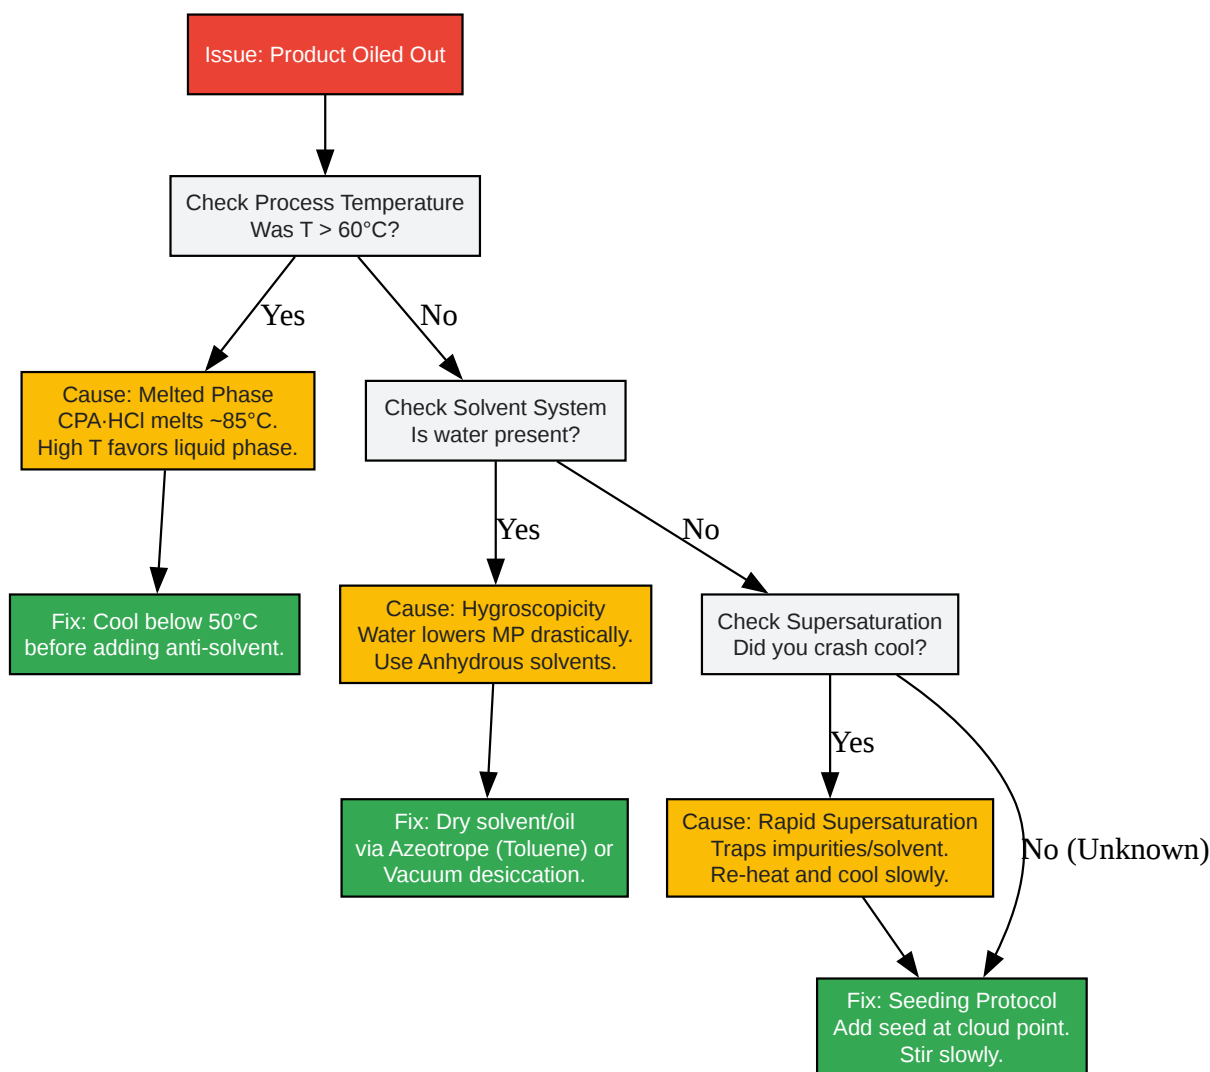 Issue: Product Oiled Out
Check Process Temperature
Was T > 60°C?
Yes
No
Cause: Melted Phase
CPA·HCl melts ~85°C.
High T favors liquid phase.
Check Solvent System
Is water present?
Yes
No
Fix: Cool below 50°C
before adding anti-solvent.
Cause: Hygroscopicity
Water lowers MP drastically.
Use Anhydrous solvents.
Check Supersaturation
Did you crash cool?
Yes
No (Unknown)
Fix: Dry solvent/oil
via Azeotrope (Toluene) or
Vacuum desiccation.
Cause: Rapid Supersaturation
Traps impurities/solvent.
Re-heat and cool slowly.
Fix: Seeding Protocol
Add seed at cloud point.
Stir slowly.